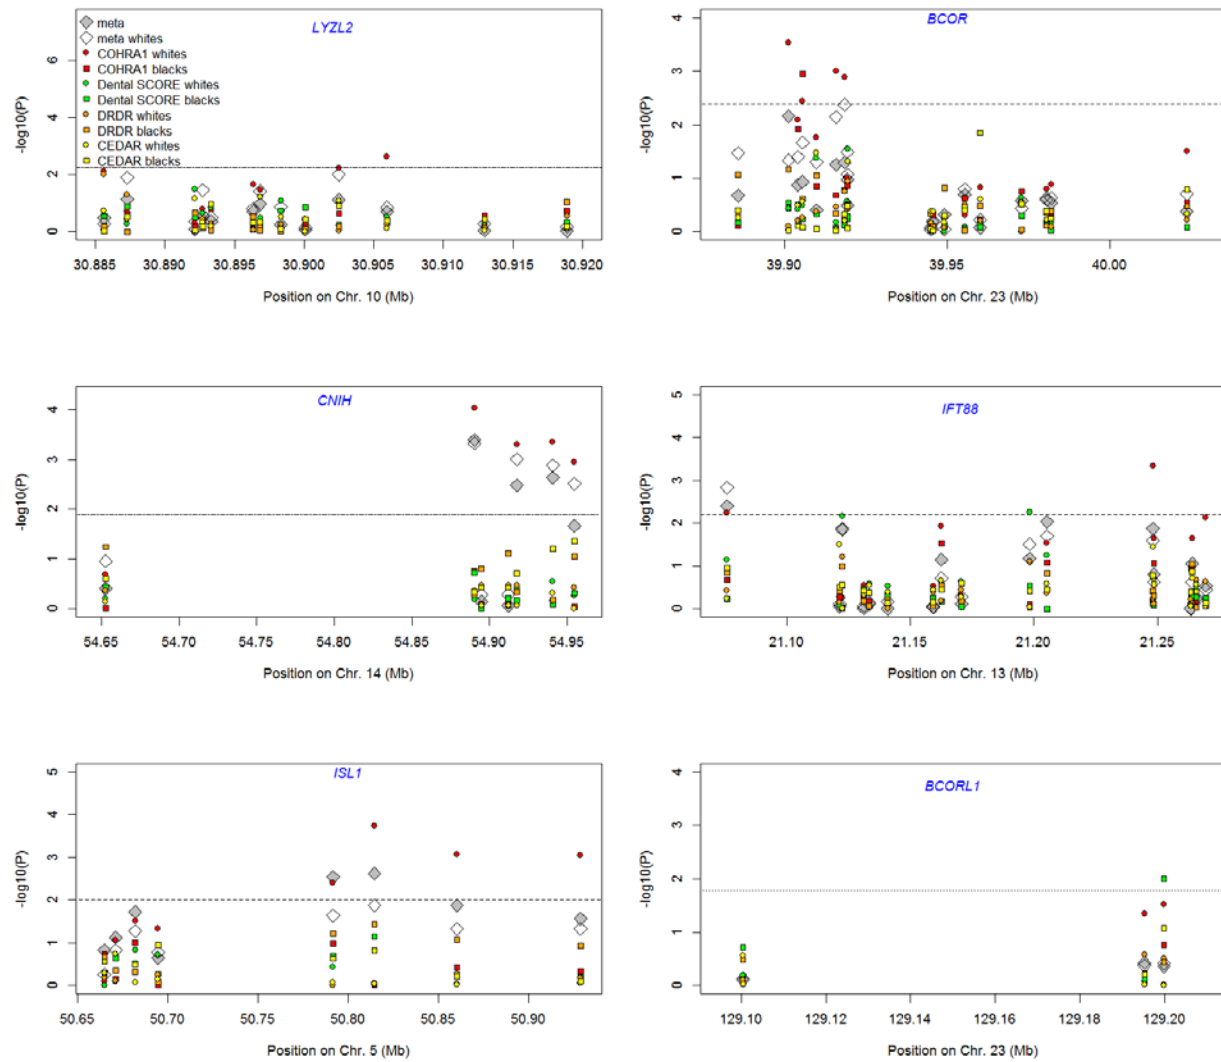 LYZL2
meta
meta whites
COHRA1 whites
COHRA1 blacks
Dental SCORE whites
Dental SCORE blacks
DRDR whites
DRDR blacks
CEDAR whites
CEDAR blacks
-log10(P)
6
4
2
0
30.885 30.890 30.895 30.900 30.905 30.910 30.915 30.920
Position on Chr. 10 (Mb)
BCOR
-log10(P)
4
3
2
1
0
39.90 39.95 40.00
Position on Chr. 23 (Mb)
CNIH
-log10(P)
4
3
2
1
0
54.65 54.70 54.75 54.80 54.85 54.90 54.95
Position on Chr. 14 (Mb)
IFT88
-log10(P)
5
4
3
2
1
0
21.10 21.15 21.20 21.25
Position on Chr. 13 (Mb)
ISL1
-log10(P)
5
4
3
2
1
0
50.65 50.70 50.75 50.80 50.85 50.90
Position on Chr. 5 (Mb)
BCORL1
-log10(P)
4
3
2
1
0
129.10 129.12 129.14 129.16 129.18 129.20
Position on Chr. 23 (Mb)